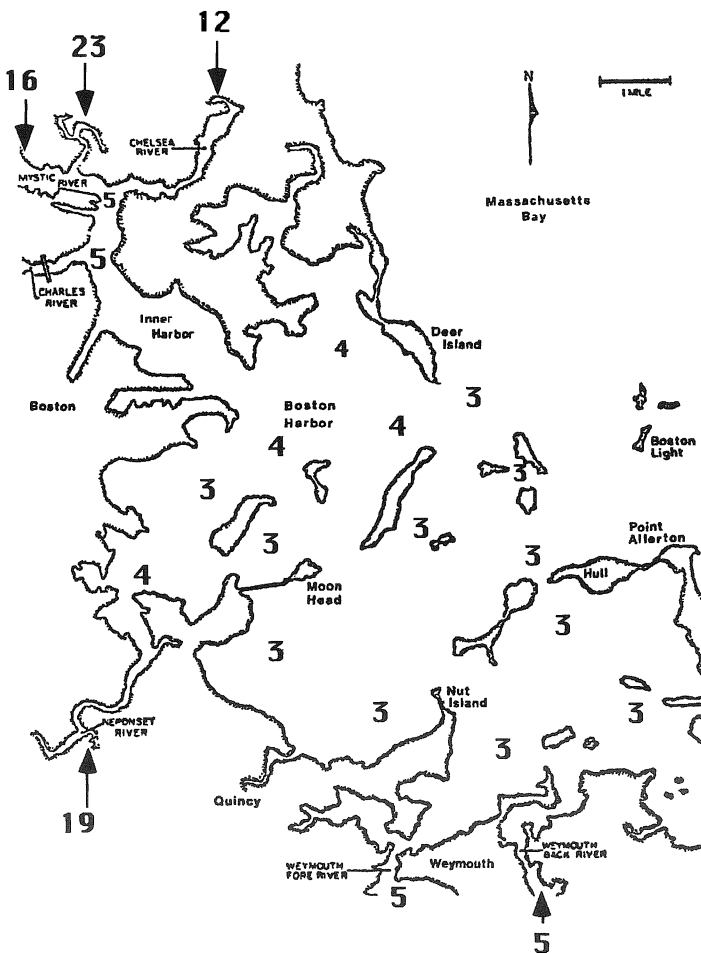 12
23
16
N
1 MILE
CHELSEA
RIVER
MYSTIC RIVER
5
Massachusetts
Bay
5
CHARLES
RIVER
Inner
Harbor
Deer
Island
4
3
Boston
Boston
Harbor
4
4
Boston
Light
3
3
3
3
Point
Allerton
3
Hull
4
Moon
Head
3
3
3
Nut
Island
3
3
NEPONSET
RIVER
3
Quincy
19
WEYMOUTH
FORE RIVER
Weymouth
WEYMOUTH
BACK RIVER
5
5